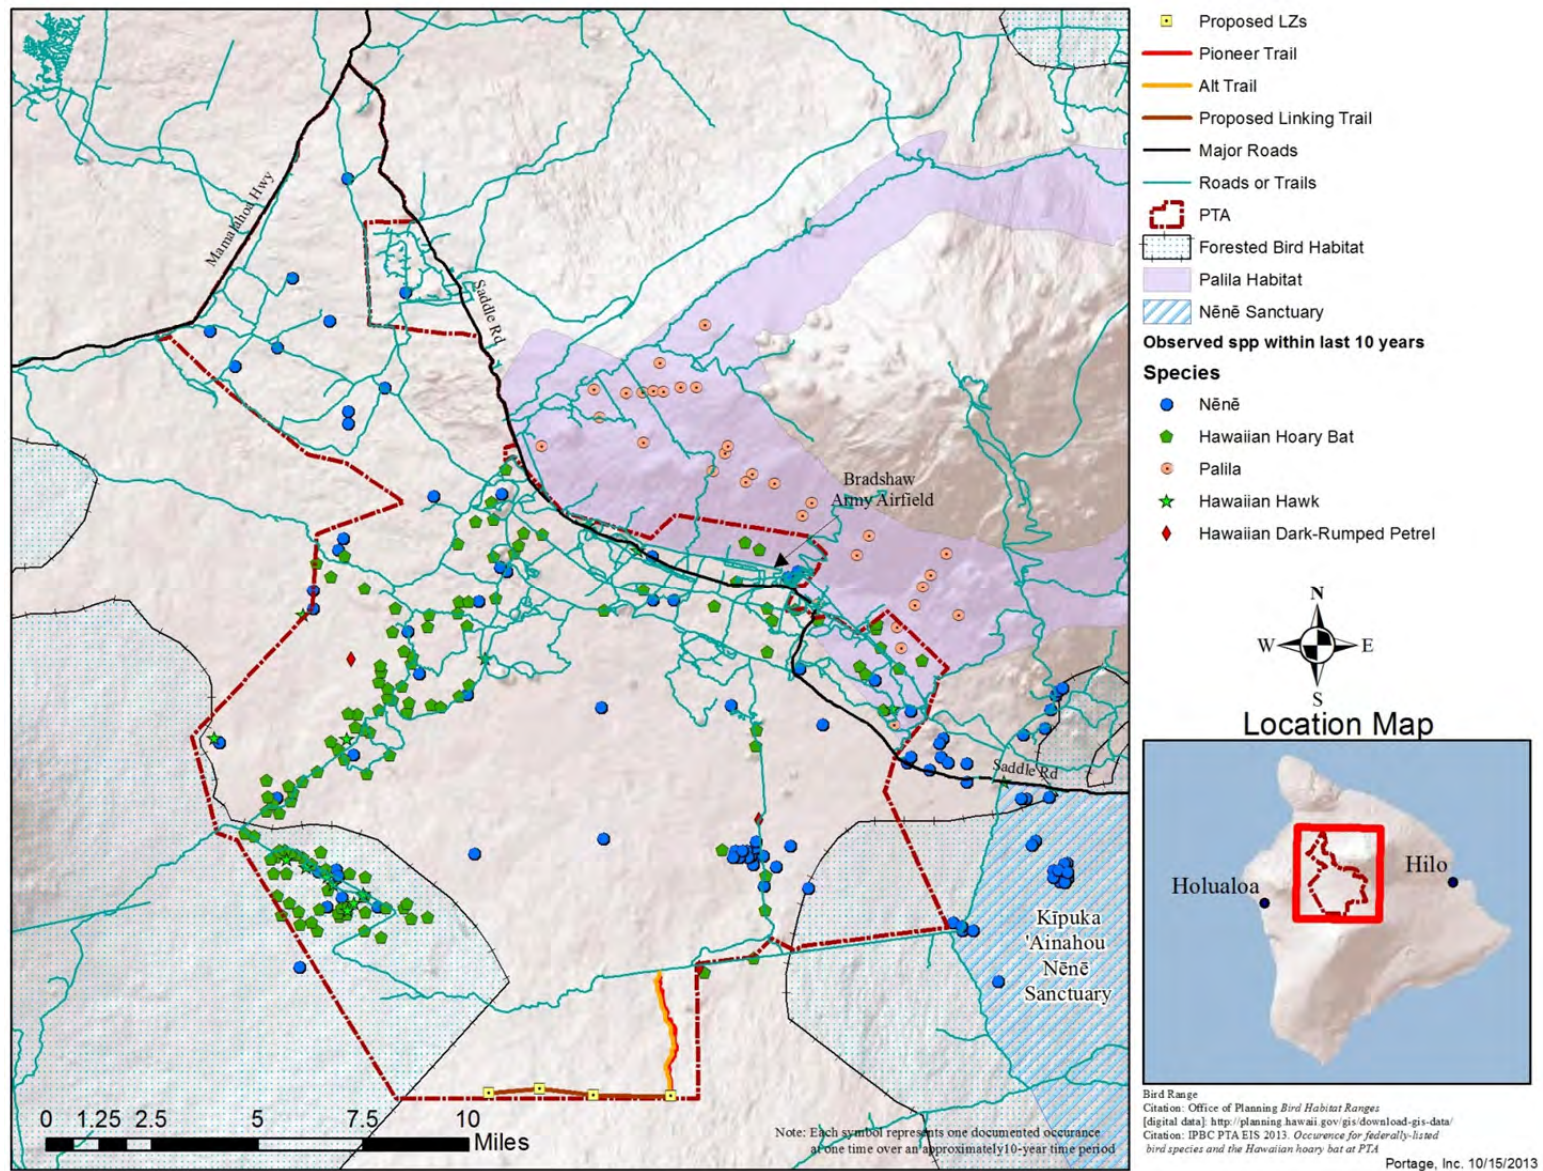 Proposed LZs
Pioneer Trail
Alt Trail
Proposed Linking Trail
Major Roads
Roads or Trails
PTA
Forested Bird Habitat
Palila Habitat
Nēnē Sanctuary
Observed spp within last 10 years
Species
Nēnē
Hawaiian Hoary Bat
Palila
Hawaiian Hawk
Hawaiian Dark-Rumped Petrel
Mamalahoa Hwy
Saddle Rd
Bradshaw
Army Airfield
Saddle Rd
Kīpuka
'Ainahou
Nēnē
Sanctuary
N
W
E
S
Location Map
Holualoa
Hilo
0 1.25 2.5 5 7.5 10
Miles
Note: Each symbol represents one documented occurance
at one time over an approximately10-year time period
Bird Range
Citation: Office of Planning Bird Habitat Ranges
[digital data]: http://planning.hawaii.gov/gis/download-gis-data/
Citation: IPBC PTA EIS 2013. Occurence for federally-listed
bird species and the Hawaiian hoary bat at PTA
Portage, Inc. 10/15/2013